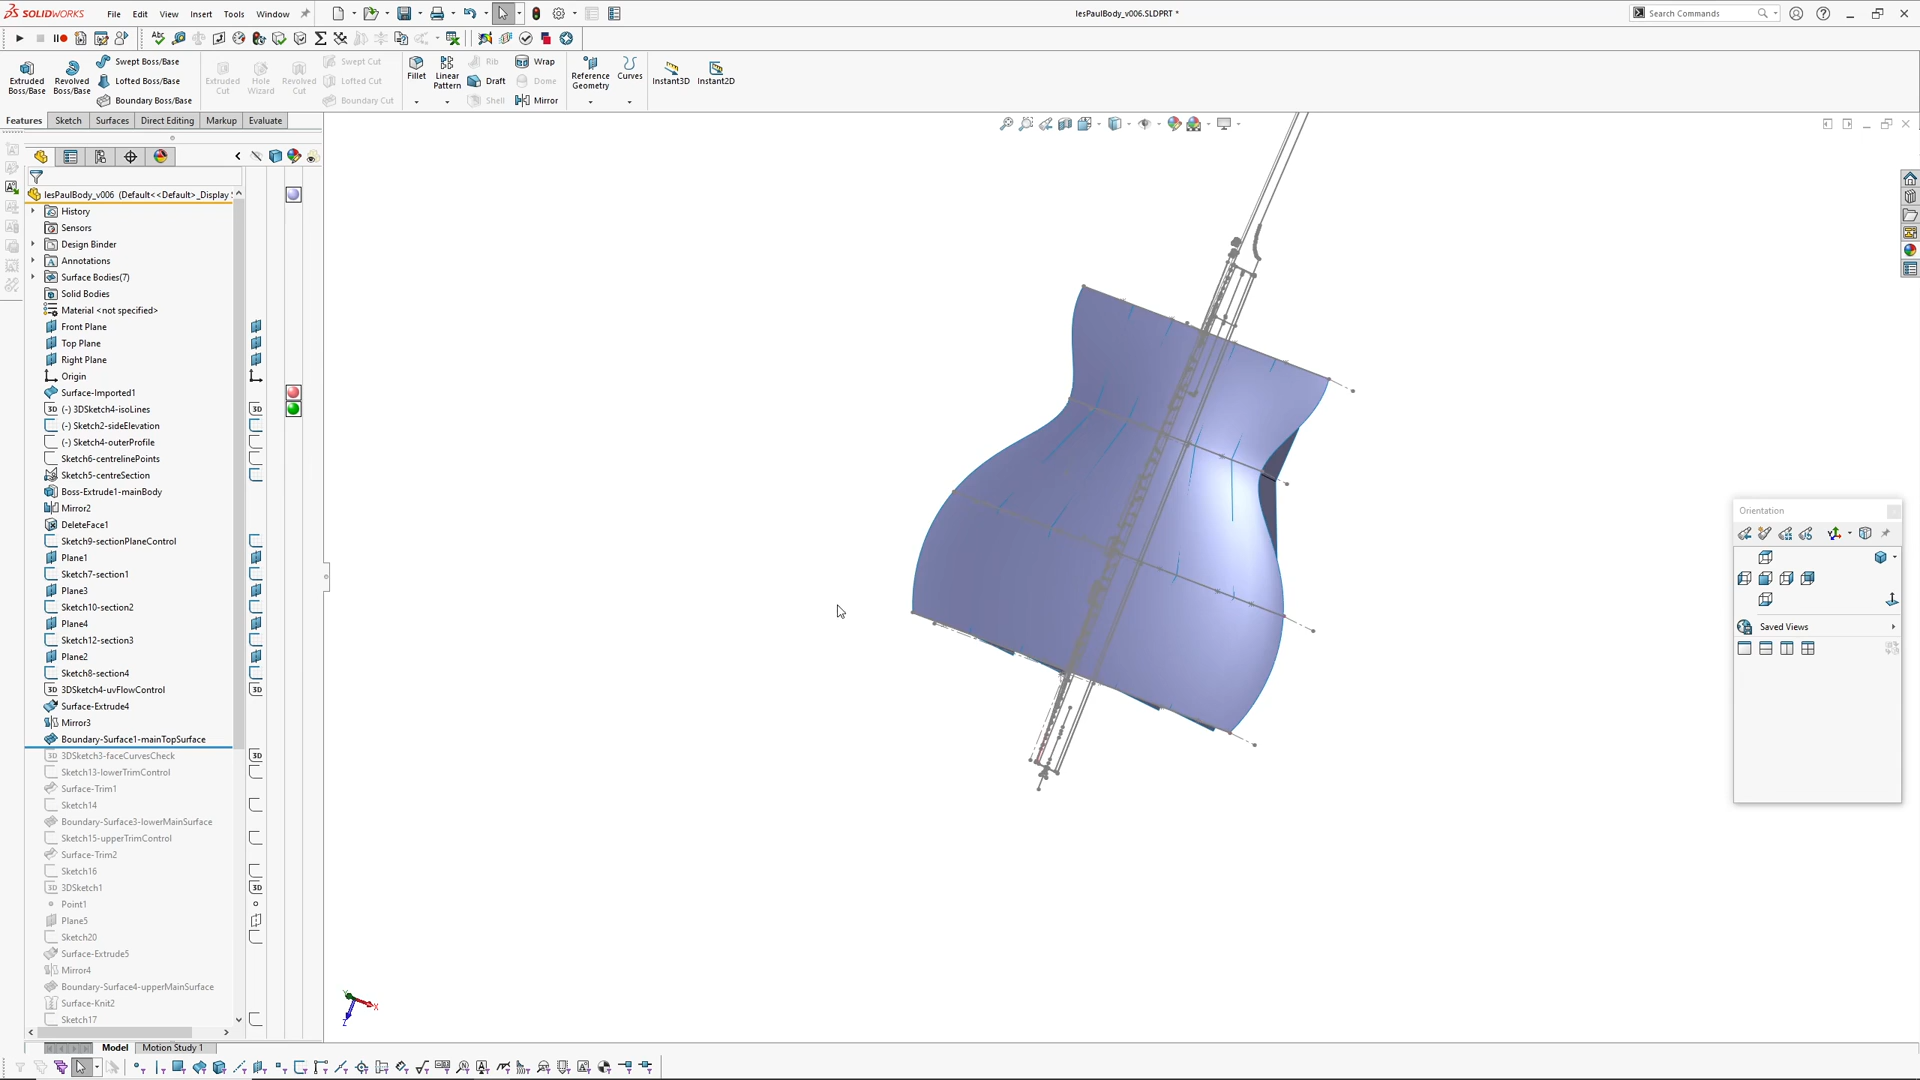 SOLIDWORKS
File Edit View Insert Tools Window
lesPaulBody_v006.SLDPRT *
Search Commands
Extruded Boss/Base
Revolved Boss/Base
Swept Boss/Base
Lofted Boss/Base
Boundary Boss/Base
Extruded Cut
Hole Wizard
Revolved Cut
Swept Cut
Lofted Cut
Boundary Cut
Fillet
Linear Pattern
Rib
Draft
Shell
Wrap
Dome
Mirror
Reference Geometry
Curves
Instant3D
Instant2D
Features Sketch Surfaces Direct Editing Markup Evaluate
lesPaulBody_v006 (Default<<Default>_Display
History
Sensors
Design Binder
Annotations
Surface Bodies(7)
Solid Bodies
Material <not specified>
Front Plane
Top Plane
Right Plane
Origin
Surface-Imported1
(-) 3DSketch4-isoLines
(-) Sketch2-sideElevation
(-) Sketch4-outerProfile
Sketch6-centrelinePoints
Sketch5-centreSection
Boss-Extrude1-mainBody
Mirror2
DeleteFace1
Sketch9-sectionPlaneControl
Plane1
Sketch7-section1
Plane3
Sketch10-section2
Plane4
Sketch12-section3
Plane2
Sketch8-section4
3DSketch4-uvFlowControl
Surface-Extrude4
Mirror3
Boundary-Surface1-mainTopSurface
3DSketch3-faceCurvesCheck
Sketch13-lowerTrimControl
Surface-Trim1
Sketch14
Boundary-Surface3-lowerMainSurface
Sketch15-upperTrimControl
Surface-Trim2
Sketch16
3DSketch1
Point1
Plane5
Sketch20
Surface-Extrude5
Mirror4
Boundary-Surface4-upperMainSurface
Surface-Knit2
Sketch17
Orientation
Saved Views
X
Z
Model Motion Study 1